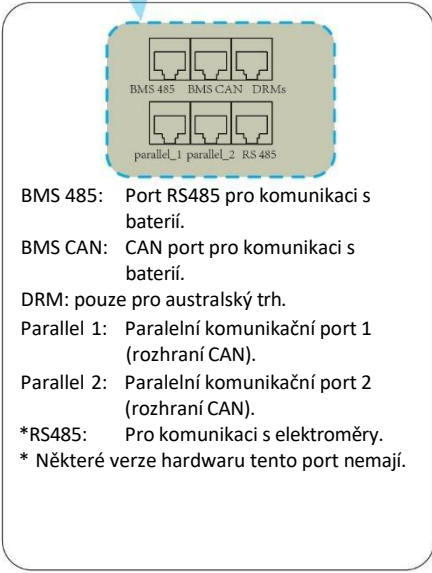 BMS 485 BMS CAN DRMs
parallel_1 parallel_2 RS 485
BMS 485: Port RS485 pro komunikaci s
baterií.
BMS CAN: CAN port pro komunikaci s
baterií.
DRM: pouze pro australský trh.
Parallel 1: Paralelní komunikační port 1
(rozhraní CAN).
Parallel 2: Paralelní komunikační port 2
(rozhraní CAN).
*RS485: Pro komunikaci s elektroměry.
* Některé verze hardwaru tento port nemají.